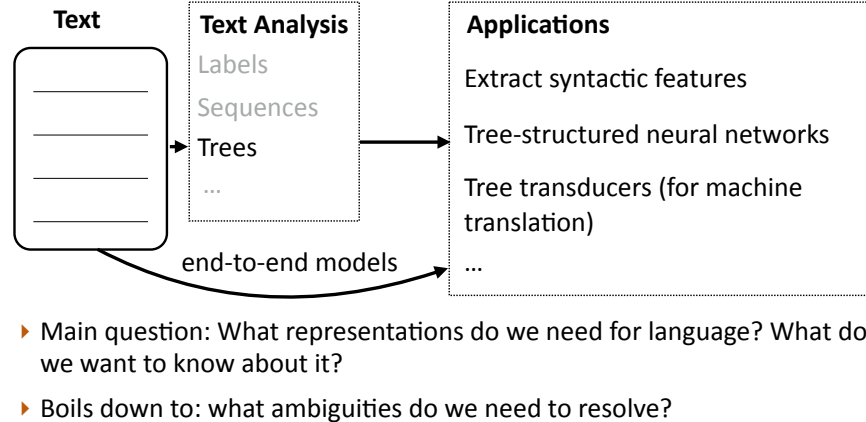 Text
Text Analysis
Labels
Sequences
Trees
...
Applications
Extract syntactic features
Tree-structured neural networks
Tree transducers (for machine
translation)
...
end-to-end models
Main question: What representations do we need for language? What do
we want to know about it?
Boils down to: what ambiguities do we need to resolve?